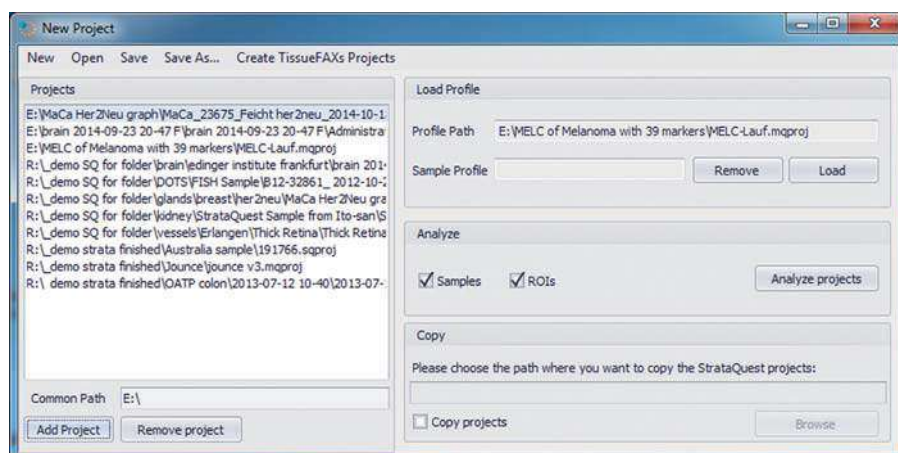 New Project
New Open Save Save As... Create TissueFAXs Projects
Projects
E:\MaCa Her2Neu graph\MaCa_23675_Feicht her2neu_2014-10-1
E:\brain 2014-09-23 20-47 F\brain 2014-09-23 20-47 F\Administra
E:\MELC of Melanoma with 39 markers\MELC-Lauf.mqproj
R:\_demo SQ for folder\brain\edinger institute frankfurt\brain 201
R:\_demo SQ for folder\DOTS\FISH Sample\B12-32861_ 2012-10-2
R:\_demo SQ for folder\glands\breast\her2neu\MaCa Her2Neu gra
R:\_demo SQ for folder\kidney\StrataQuest Sample from Ito-san\S
R:\_demo SQ for folder\vessels\Erlangen\Thick Retina\Thick Retina
R:\_demo strata finished\Australia sample\191766.sqproj
R:\_demo strata finished\Jounce\jounce v3.mqproj
R:\_demo strata finished\OATP colon\2013-07-12 10-40\2013-07-
Common Path E:\
Add Project Remove project
Load Profile
Profile Path E:\MELC of Melanoma with 39 markers\MELC-Lauf.mqproj
Sample Profile Remove Load
Analyze
Samples ROIs Analyze projects
Copy
Please choose the path where you want to copy the StrataQuest projects:
Copy projects Browse